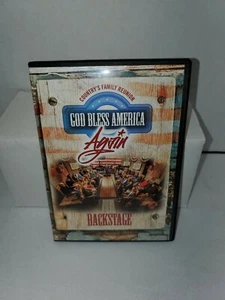 COUNTRY'S FAMILY REUNION
GOD BLESS AMERICA
Again
BACKSTAGE